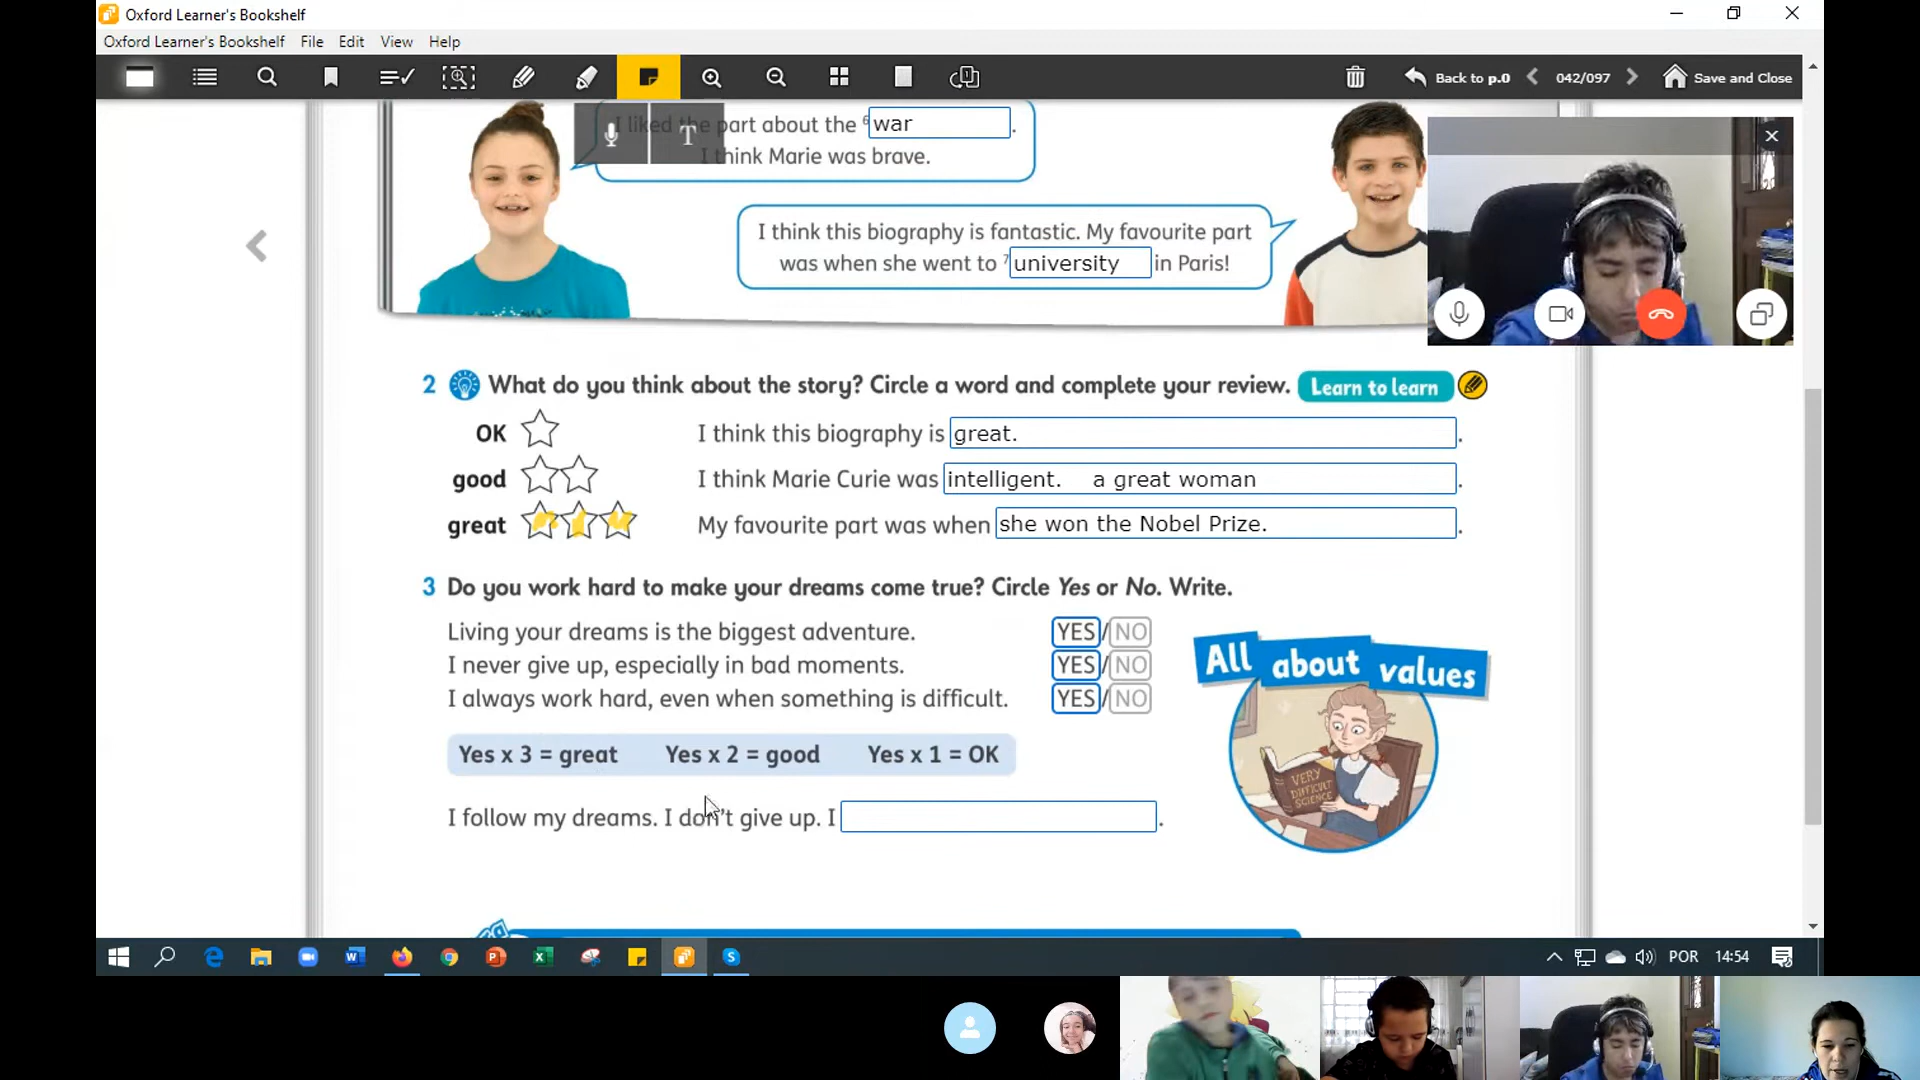 Oxford Learner's Bookshelf
Oxford Learner's Bookshelf File Edit View Help
Back to p.0 042/097 Save and Close
T
I liked the part about the 6 war .
I think Marie was brave.
I think this biography is fantastic. My favourite part
was when she went to 7 university in Paris!
2 What do you think about the story? Circle a word and complete your review. Learn to learn
OK I think this biography is great. .
good I think Marie Curie was intelligent. a great woman .
great My favourite part was when she won the Nobel Prize. .
3 Do you work hard to make your dreams come true? Circle Yes or No. Write.
Living your dreams is the biggest adventure. YES/NO
I never give up, especially in bad moments. YES/NO
I always work hard, even when something is difficult. YES/NO
All about values
VERY DIFFICULT SCIENCE
Yes x 3 = great Yes x 2 = good Yes x 1 = OK
I follow my dreams. I don't give up. I .
POR 14:54